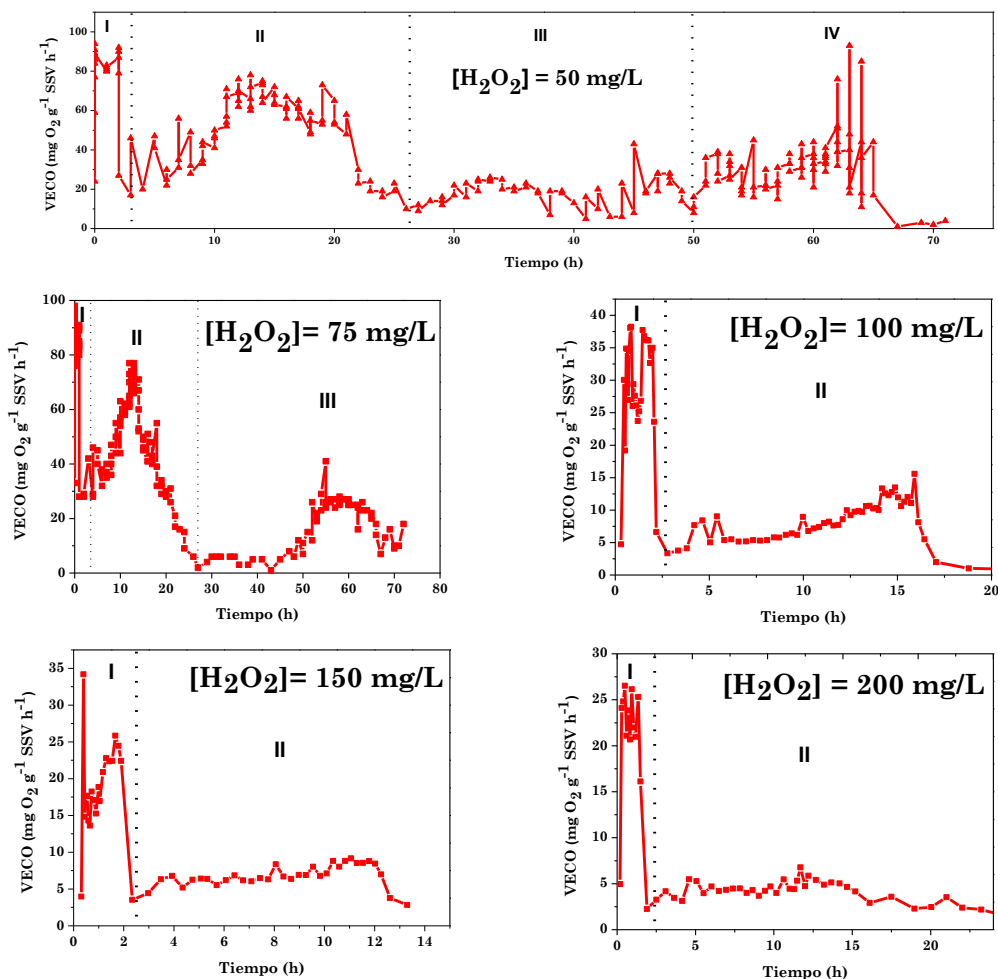 I
II
III
IV
[H2O2] = 50 mg/L
VECO (mg O2 g-1 SSV h-1)
100
80
60
40
20
0
0 10 20 30 40 50 60 70
Tiempo (h)
I
II
III
[H2O2]= 75 mg/L
VECO (mg O2 g-1 SSV h-1)
100
80
60
40
20
0
0 10 20 30 40 50 60 70 80
Tiempo (h)
I
II
[H2O2]= 100 mg/L
VECO (mg O2 g-1 SSV h-1)
40
35
30
25
20
15
10
5
0
0 5 10 15 20
Tiempo (h)
I
II
[H2O2]= 150 mg/L
VECO (mg O2 g-1 SSV h-1)
35
30
25
20
15
10
5
0
0 2 4 6 8 10 12 14
Tiempo (h)
I
II
[H2O2] = 200 mg/L
VECO (mg O2 g-1 SSV h-1)
30
25
20
15
10
5
0
0 5 10 15 20
Tiempo (h)